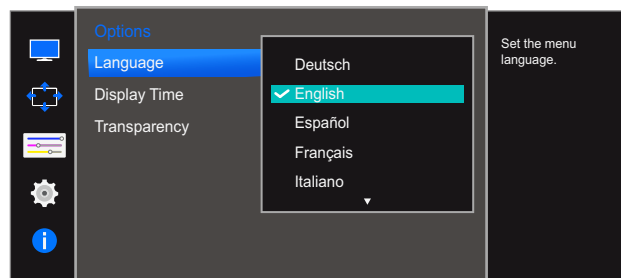 Options
Language
Display Time
Transparency
Deutsch
English
Español
Français
Italiano
Set the menu
language.
i